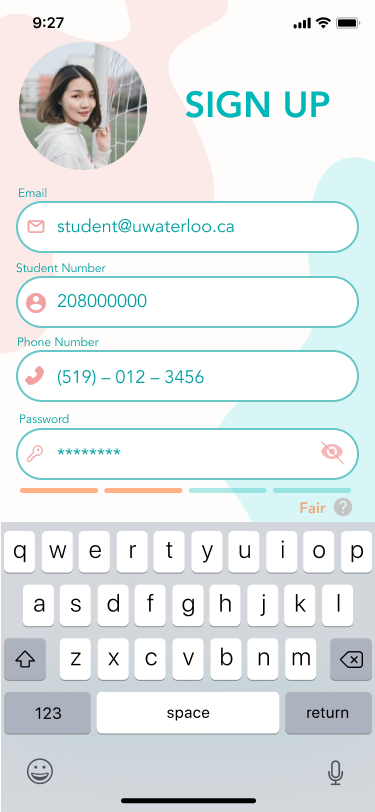 9:27
SIGN UP
Email
student@uwaterloo.ca
Student Number
208000000
Phone Number
(519) – 012 – 3456
Password
********
Fair ?
q w e r t y u i o p
a s d f g h j k l
z x c v b n m
123 space return